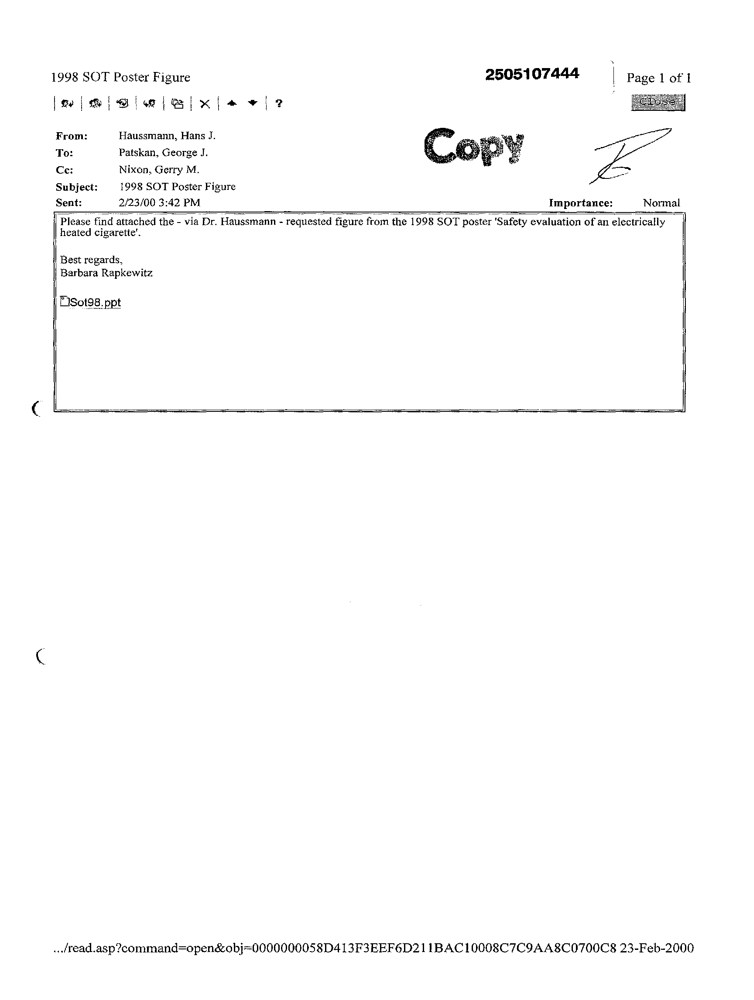 1998 SOT Poster Figure
2505107444
Page 1 of 1
?
Close
From: Haussmann, Hans J.
To: Patskan, George J.
Cc: Nixon, Gerry M.
Subject: 1998 SOT Poster Figure
Sent: 2/23/00 3:42 PM
Importance: Normal
Copy
Please find attached the - via Dr. Haussmann - requested figure from the 1998 SOT poster 'Safety evaluation of an electrically
heated cigarette'.
Best regards,
Barbara Rapkewitz
Sot98.ppt
.../read.asp?command=open&obj=0000000058D413F3EEF6D211BAC10008C7C9AA8C0700C8 23-Feb-2000